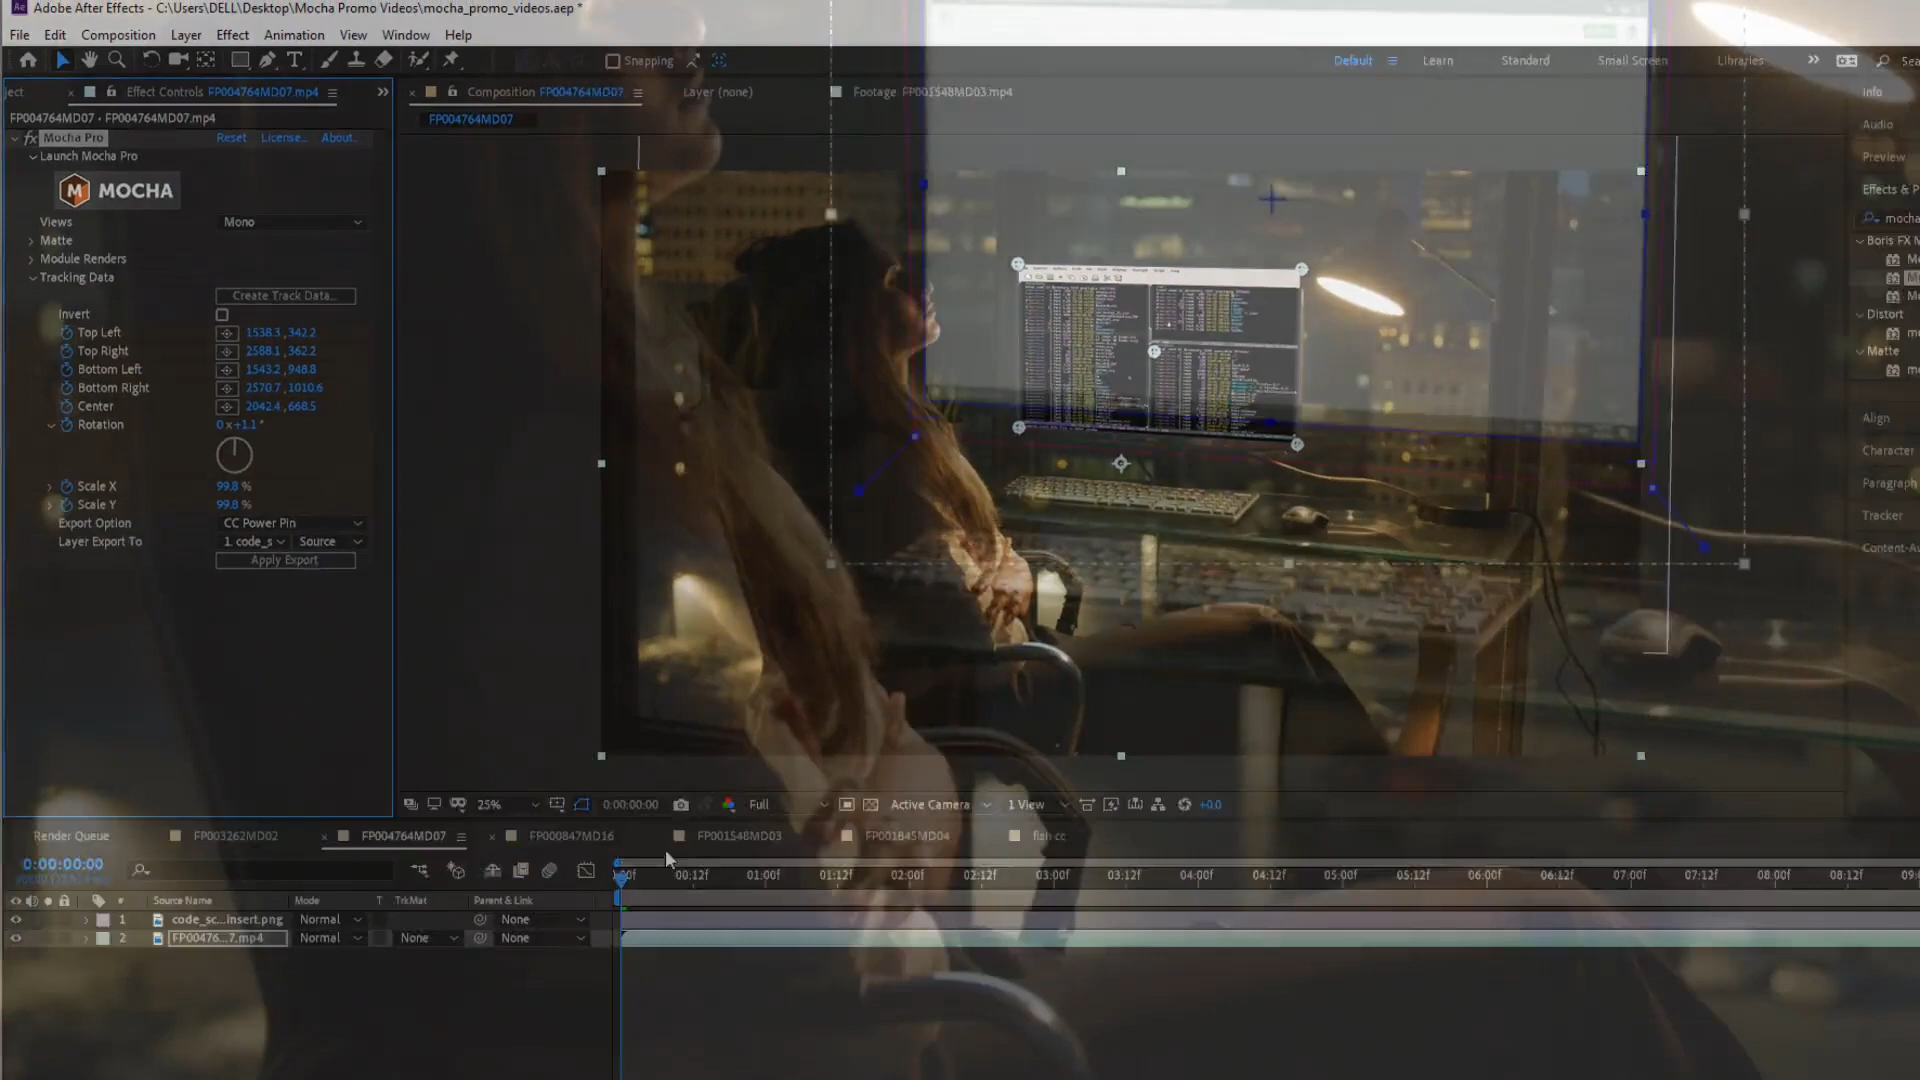 Adobe After Effects - C:\Users\DELL\Desktop\Mocha Promo Videos\mocha_promo_videos.aep *
File Edit Composition Layer Effect Animation View Window Help
Snapping Default Learn Standard Small Screen Libraries Sea
ject Effect Controls FP004764MD07.mp4 Composition FP004764MD07 Layer (none) Footage FP001548MD03.mp4 Info
FP004764MD07 • FP004764MD07.mp4 FP004764MD07
Audio
fx Mocha Pro Reset License... About...
Launch Mocha Pro Preview
M MOCHA Effects & P
Views Mono mocha
Matte Boris FX M
Module Renders Mo
Tracking Data M
Create Track Data... M
Invert Distort
Top Left 1538.3, 342.2 mo
Top Right 2588.1, 362.2 Matte
Bottom Left 1543.2, 948.8 mo
Bottom Right 2570.7, 1010.6
Center 2042.4, 668.5 Align
Rotation 0 x +1.1 °
Character
Scale X 99.8 % Paragraph
Scale Y 99.8 % Tracker
Export Option CC Power Pin
Layer Export To 1. code_s Source Content-Au
Apply Export
25% 0:00:00:00 Full Active Camera 1 View +0.0
Render Queue FP003262MD02 FP004764MD07 FP000847MD16 FP001548MD03 FP001845MD04 fish cc
0:00:00:00
:00f 00:12f 01:00f 01:12f 02:00f 02:12f 03:00f 03:12f 04:00f 04:12f 05:00f 05:12f 06:00f 06:12f 07:00f 07:12f 08:00f 08:12f 09:0
# Source Name Mode T TrkMat Parent & Link
1 code_sc...insert.png Normal None
2 FP00476...7.mp4 Normal None None